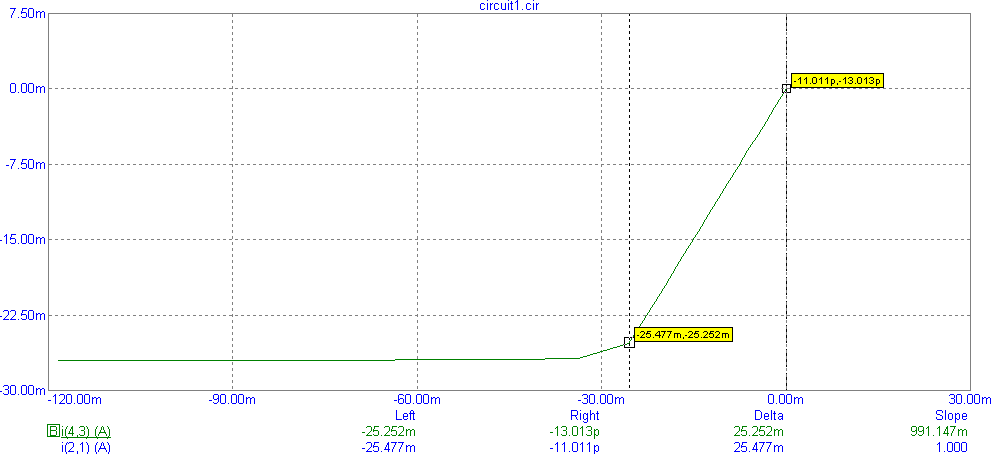 circuit1.cir
7.50m
0.00m
-11.011p,-13.013p
-7.50m
-15.00m
-22.50m
-25.477m,-25.252m
-30.00m
-120.00m -90.00m -60.00m -30.00m 0.00m 30.00m
Left Right Delta Slope
B i(4,3) (A) -25.252m -13.013p 25.252m 991.147m
i(2,1) (A) -25.477m -11.011p 25.477m 1.000